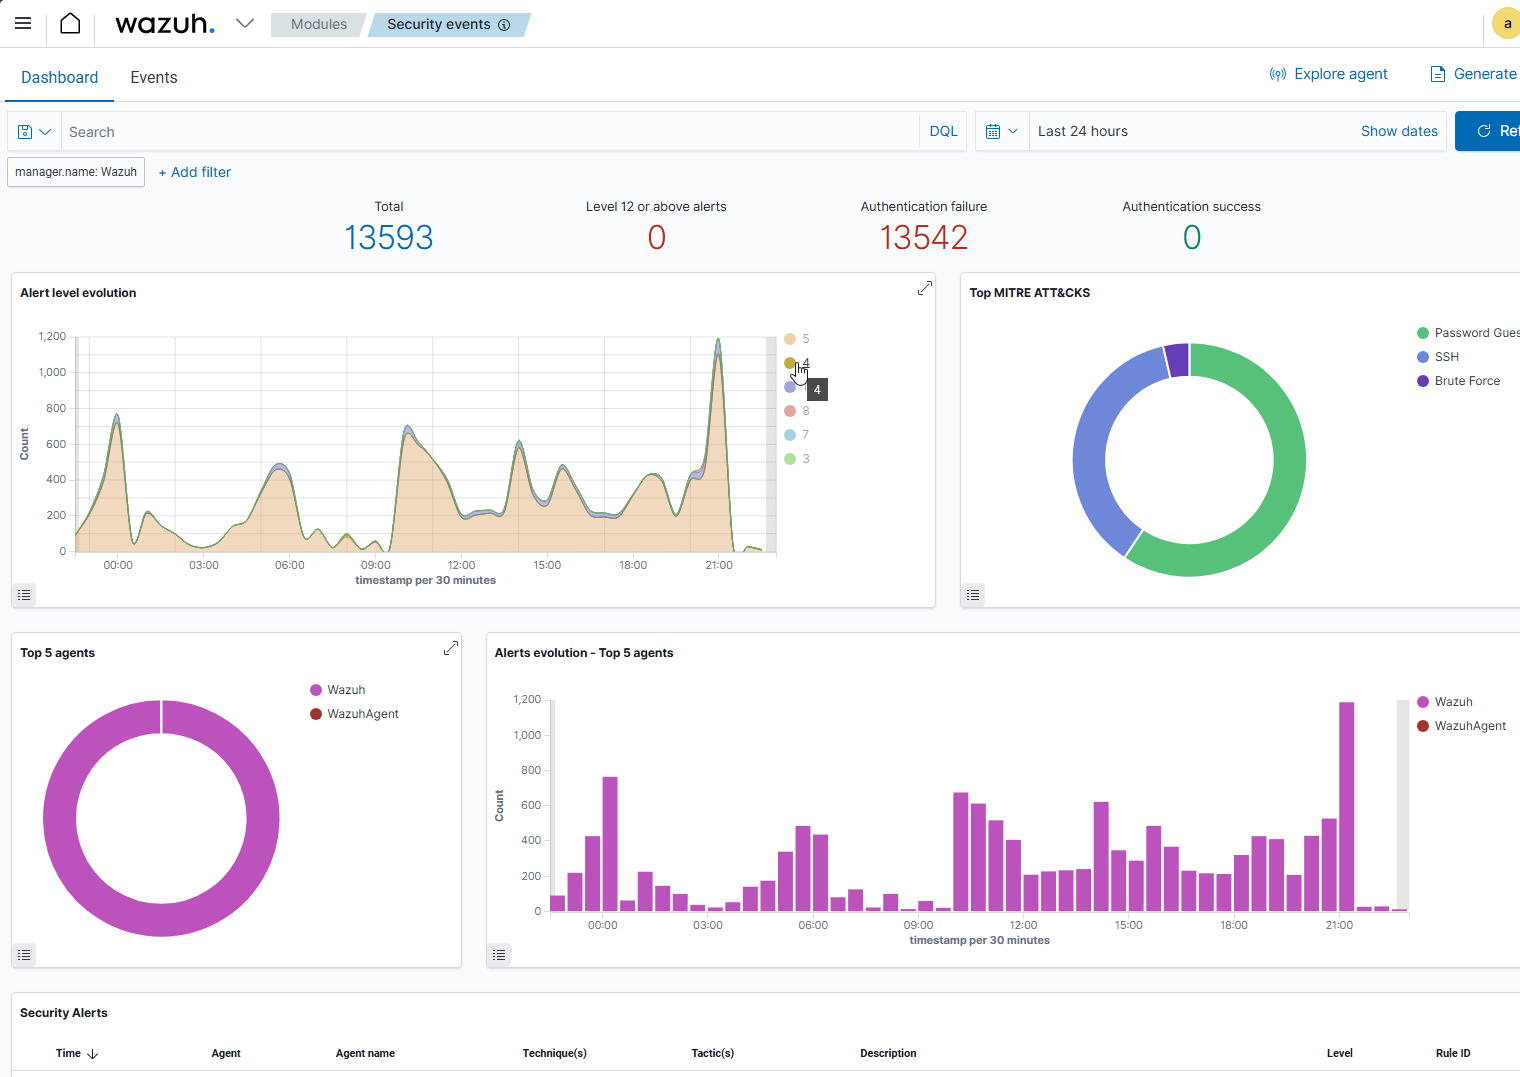 wazuh.
Modules
Security events
a
Dashboard
Events
Explore agent
Generate
Search
DQL
Last 24 hours
Show dates
Ref
manager.name: Wazuh
+ Add filter
Total
13593
Level 12 or above alerts
0
Authentication failure
13542
Authentication success
0
Alert level evolution
1,200
1,000
800
600
400
200
0
Count
00:00
03:00
06:00
09:00
12:00
15:00
18:00
21:00
timestamp per 30 minutes
5
4
4
8
7
3
Top MITRE ATT&CKS
Password Gues
SSH
Brute Force
Top 5 agents
Wazuh
WazuhAgent
Alerts evolution - Top 5 agents
1,200
1,000
800
600
400
200
0
Count
00:00
03:00
06:00
09:00
12:00
15:00
18:00
21:00
timestamp per 30 minutes
Wazuh
WazuhAgent
Security Alerts
Time
Agent
Agent name
Technique(s)
Tactic(s)
Description
Level
Rule ID